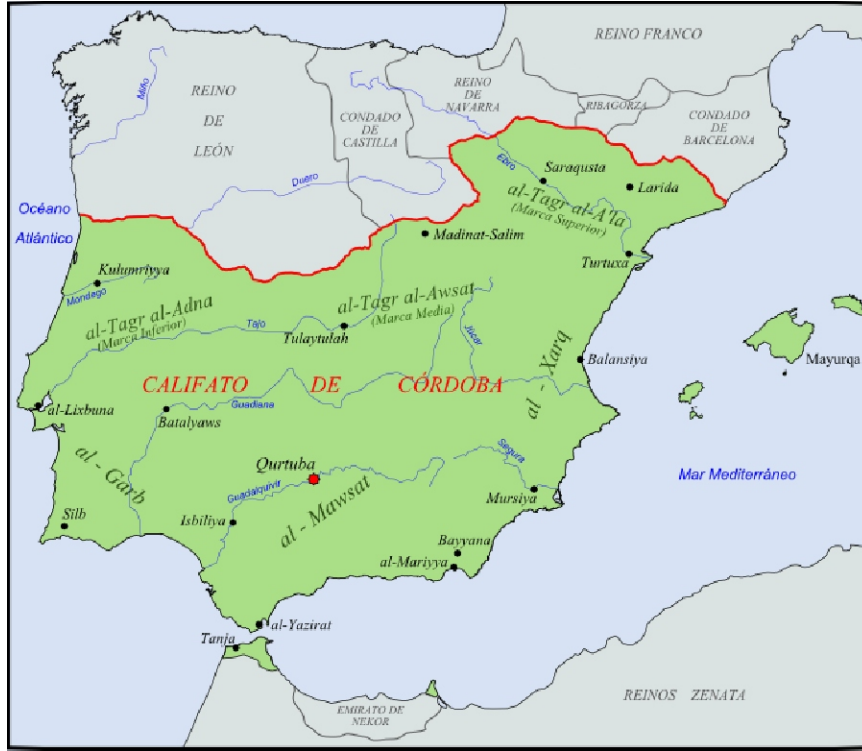 REINO FRANCO
REINO
DE
LEÓN
CONDADO
DE
CASTILLA
REINO
DE
NAVARRA
RIBAGORZA
CONDADO
DE
BARCELONA
Miño
Duero
Ebro
Océano
Atlántico
Saraqusta
Larida
al-Tagr al-A'la
(Marca Superior)
Madinat-Salim
Turtuxa
Kulumriyya
Mondego
al-Tagr al-Adna
(Marca Inferior)
al-Tagr al-Awsat
(Marca Media)
Tajo
Tulaytulah
Júcar
al - Xarq
Balansiya
Mayurqa
CALIFATO DE CÓRDOBA
al-Lixbuna
Batalyaws
Guadiana
al - Garb
Qurtuba
Segura
Mar Mediterráneo
Guadalquivir
al - Mawsat
Mursiya
Silb
Isbiliya
Bayyana
al-Mariyya
al-Yazirat
Tanja
EMIRATO DE
NEKOR
REINOS ZENATA